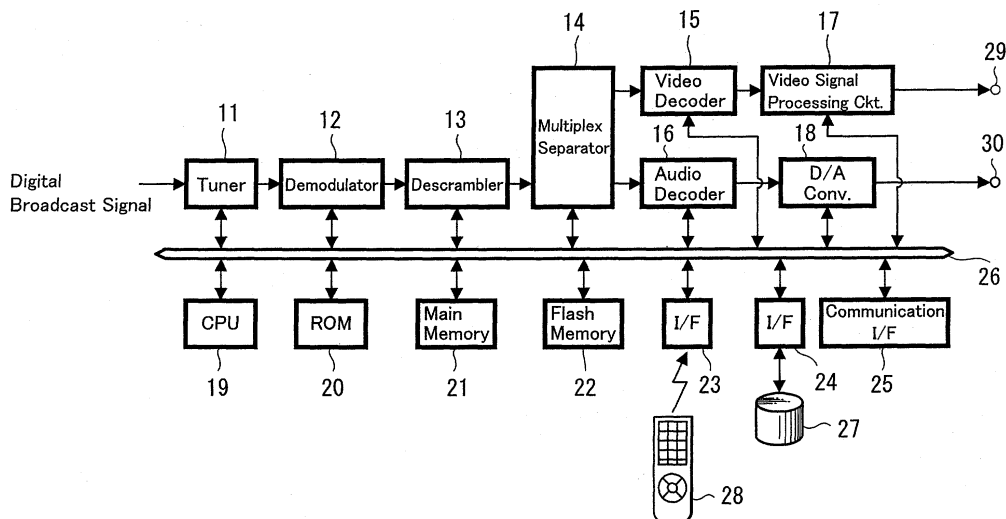 14
15
17
29
Video
Decoder
Video Signal
Processing Ckt.
11
12
13
Multiplex
Separator
16
18
30
Digital
Broadcast Signal
Tuner
Demodulator
Descrambler
Audio
Decoder
D/A
Conv.
26
CPU
ROM
Main
Memory
Flash
Memory
I/F
I/F
Communication
I/F
19
20
21
22
23
24
25
27
28